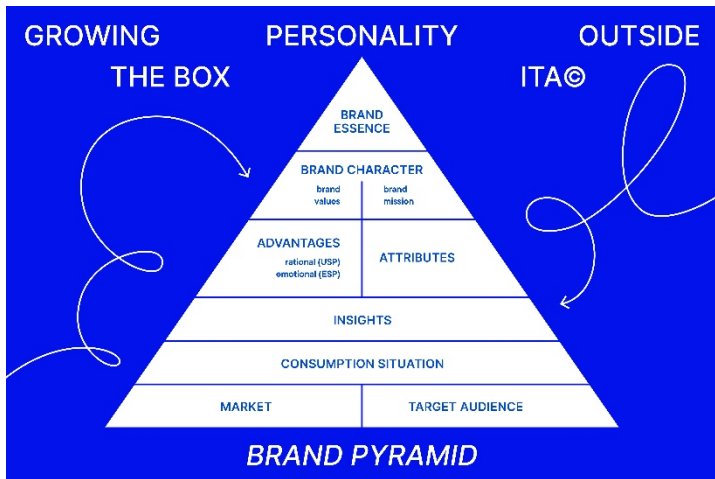 GROWING PERSONALITY OUTSIDE
THE BOX ITA©
BRAND
ESSENCE
BRAND CHARACTER
brand
values
brand
mission
ADVANTAGES
rational (USP)
emotional (ESP)
ATTRIBUTES
INSIGHTS
CONSUMPTION SITUATION
MARKET
TARGET AUDIENCE
BRAND PYRAMID